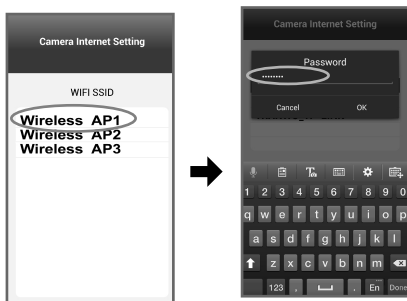 Camera Internet Setting
WIFI SSID
Wireless AP1
Wireless AP2
Wireless AP3
Camera Internet Setting
Password
········
Cancel
OK
1 2 3 4 5 6 7 8 9 0
q w e r t y u i o p
a s d f g h j k l
z x c v b n m
123 , . En Done